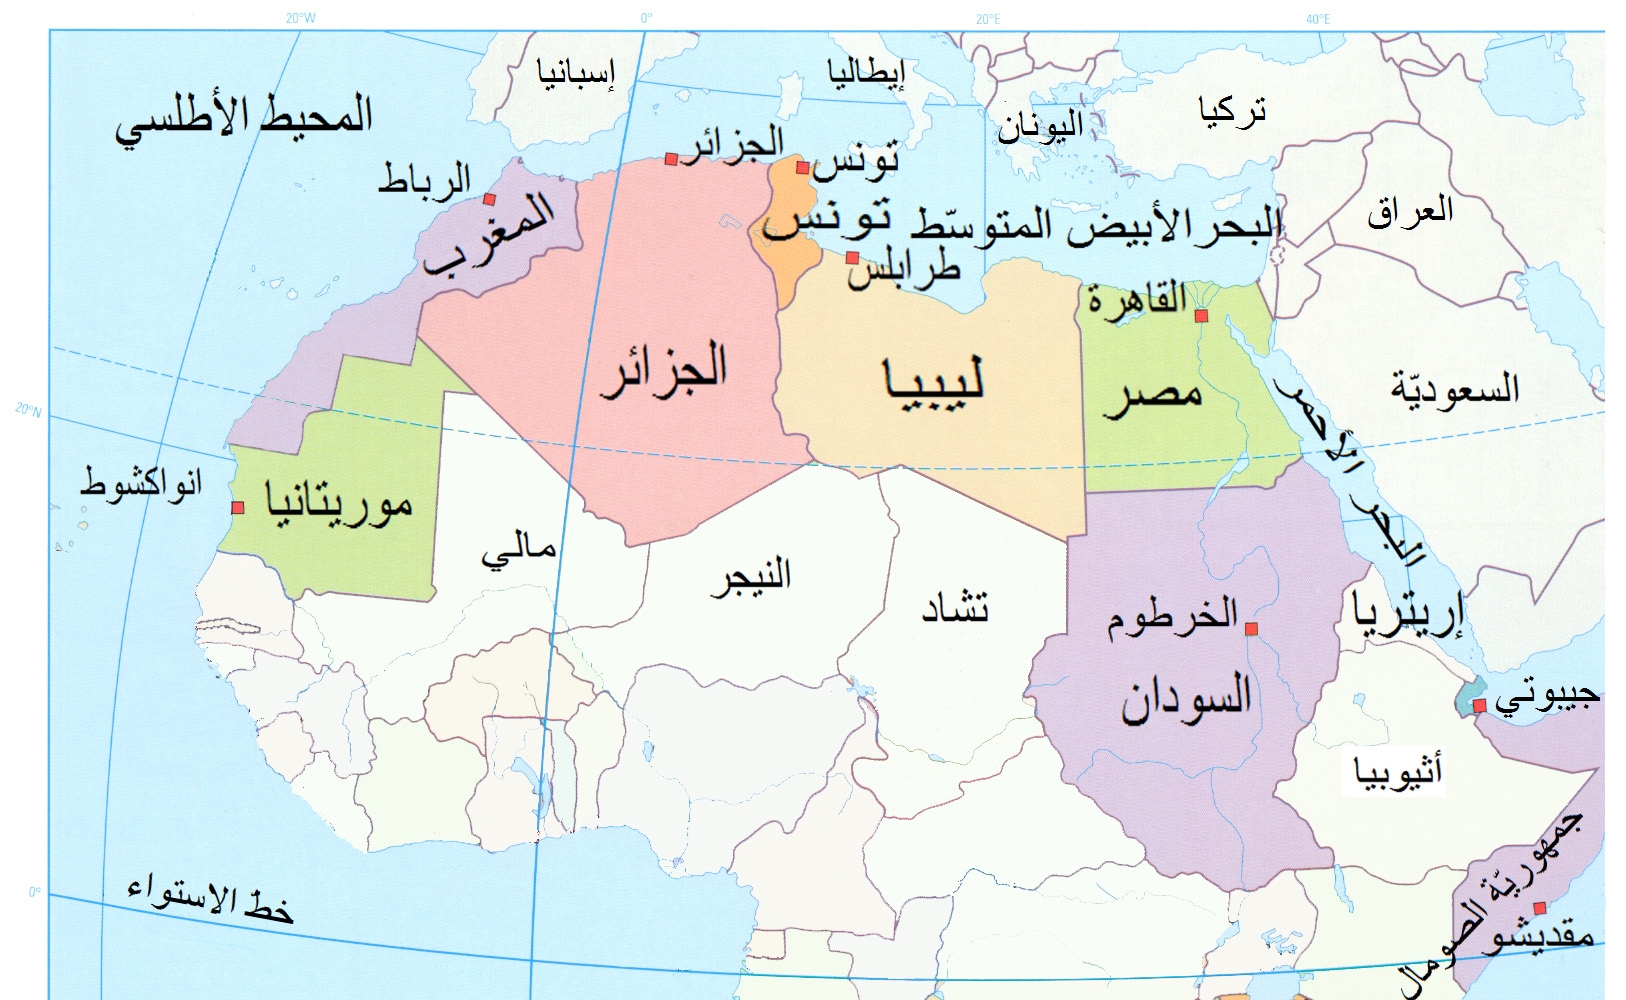 20°W
0°
20°E
40°E
إسبانيا
إيطاليا
تركيا
اليونان
المحيط الأطلسي
الجزائر
تونس
الرباط
المغرب
تونس
البحر الأبيض المتوسّط
العراق
طرابلس
القاهرة
الجزائر
ليبيا
مصر
السعوديّة
البحر الأحمر
20°N
انواكشوط
موريتانيا
مالي
النيجر
تشاد
الخرطوم
إريتريا
السودان
جيبوتي
أثيوبيا
جمهوريّة الصومال
مقديشو
0°
خطّ الاستواء